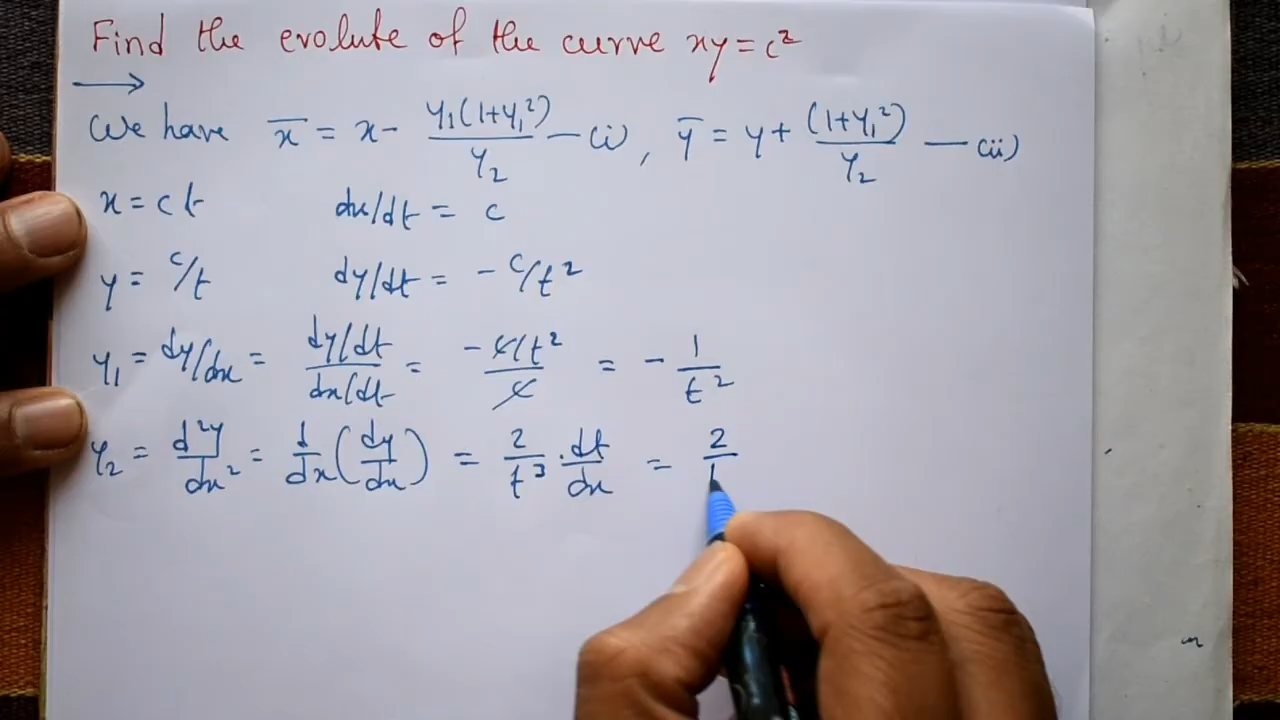 Find the evolute of the curve xy = c²
We have x̄ = x - y₁(1+y₁²)/y₂ — (i), ȳ = y + (1+y₁²)/y₂ — (ii)
x = ct dx/dt = c
y = c/t dy/dt = - c/t²
y₁ = dy/dx = (dy/dt)/(dx/dt) = (-c/t²)/c = - 1/t²
y₂ = d²y/dx² = d/dx (dy/dx) = 2/t³ . dt/dx = 2/